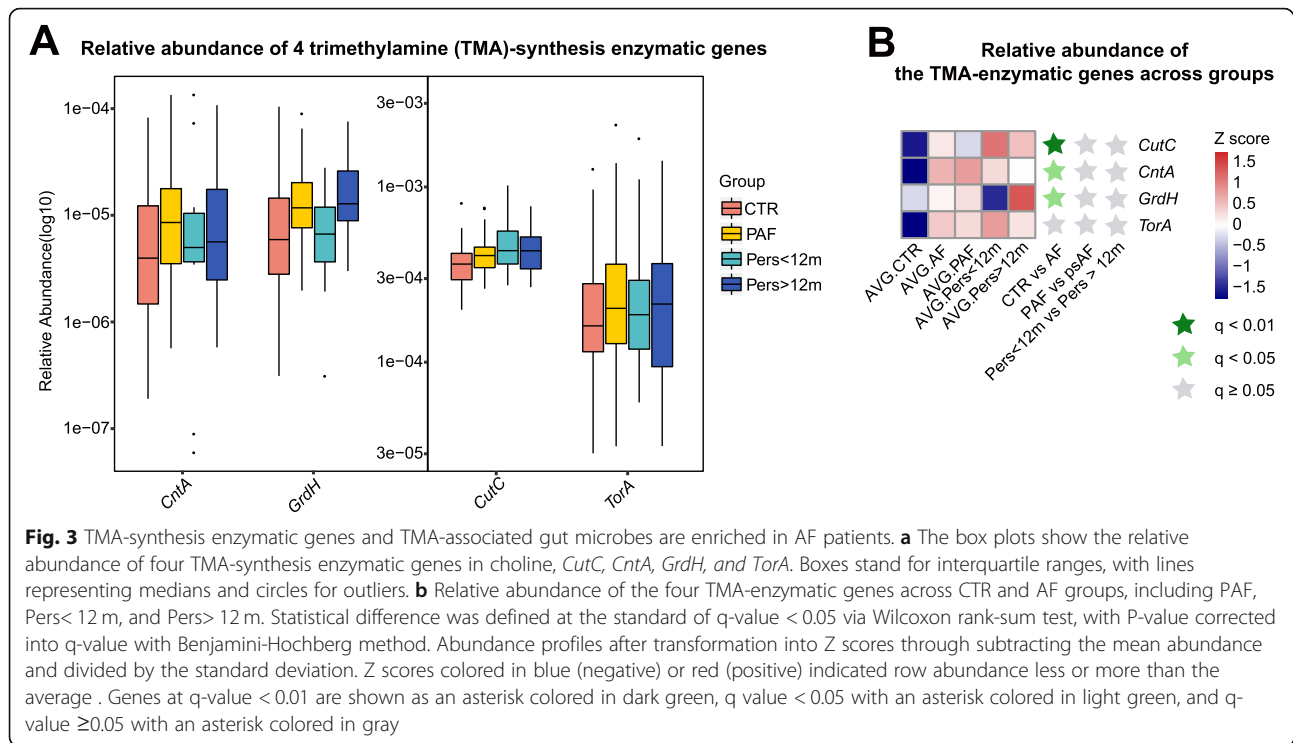 A
Relative abundance of 4 trimethylamine (TMA)-synthesis enzymatic genes
Relative Abundance(log10)
1e−04
1e−05
1e−06
1e−07
3e−03
1e−03
3e−04
1e−04
3e−05
CntA
GrdH
CutC
TorA
Group
CTR
PAF
Pers<12m
Pers>12m
B
Relative abundance of
the TMA-enzymatic genes across groups
CutC
CntA
GrdH
TorA
AVG.CTR
AVG.AF
AVG.PAF
AVG.Pers<12m
AVG.Pers>12m
CTR vs AF
PAF vs psAF
Pers<12m vs Pers > 12m
Z score
1.5
1
0.5
0
−0.5
−1
−1.5
q < 0.01
q < 0.05
q ≥ 0.05
Fig. 3 TMA-synthesis enzymatic genes and TMA-associated gut microbes are enriched in AF patients. a The box plots show the relative
abundance of four TMA-synthesis enzymatic genes in choline, CutC, CntA, GrdH, and TorA. Boxes stand for interquartile ranges, with lines
representing medians and circles for outliers. b Relative abundance of the four TMA-enzymatic genes across CTR and AF groups, including PAF,
Pers< 12 m, and Pers> 12 m. Statistical difference was defined at the standard of q-value < 0.05 via Wilcoxon rank-sum test, with P-value corrected
into q-value with Benjamini-Hochberg method. Abundance profiles after transformation into Z scores through subtracting the mean abundance
and divided by the standard deviation. Z scores colored in blue (negative) or red (positive) indicated row abundance less or more than the
average . Genes at q-value < 0.01 are shown as an asterisk colored in dark green, q value < 0.05 with an asterisk colored in light green, and q-
value ≥0.05 with an asterisk colored in gray